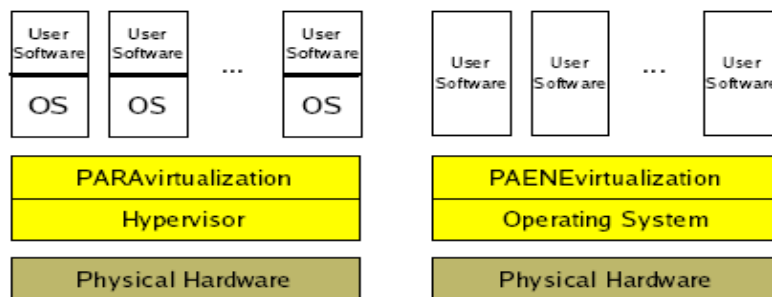 User
Software
OS
User
Software
OS
...
User
Software
OS
PARAvirtualization
Hypervisor
Physical Hardware
User
Software
User
Software
...
User
Software
PAENEvirtualization
Operating System
Physical Hardware